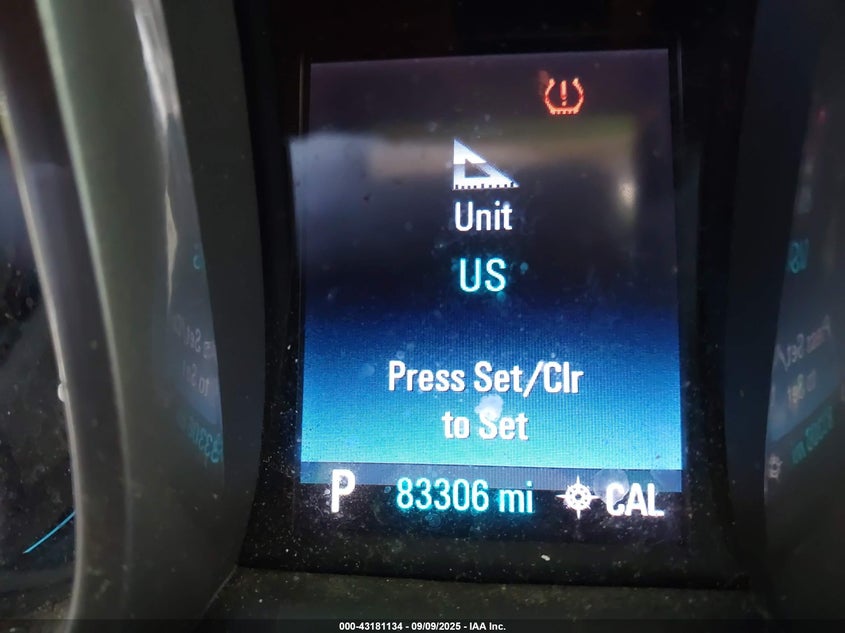 Unit
US
Press Set/Clr
to Set
P 83306 mi CAL
000-43181134 - 09/09/2025 - IAA Inc.